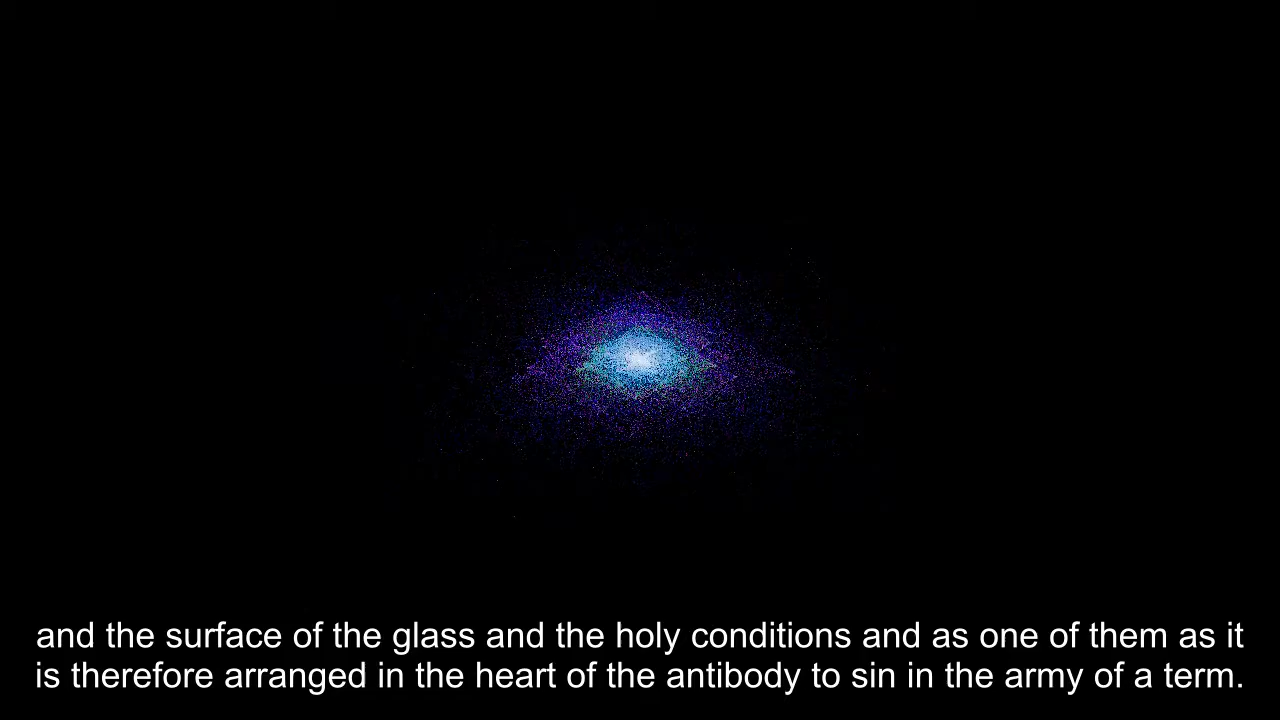 and the surface of the glass and the holy conditions and as one of them as it
is therefore arranged in the heart of the antibody to sin in the army of a term.